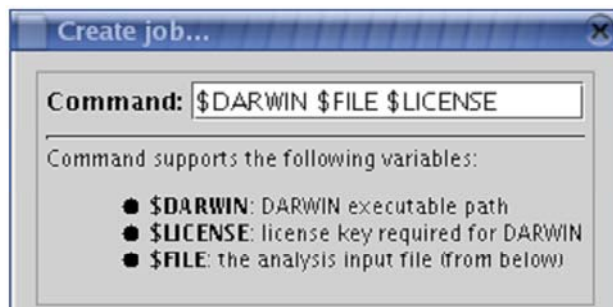 Create job...
Command: $DARWIN $FILE $LICENSE
Command supports the following variables:
● $DARWIN: DARWIN executable path
● $LICENSE: license key required for DARWIN
● $FILE: the analysis input file (from below)